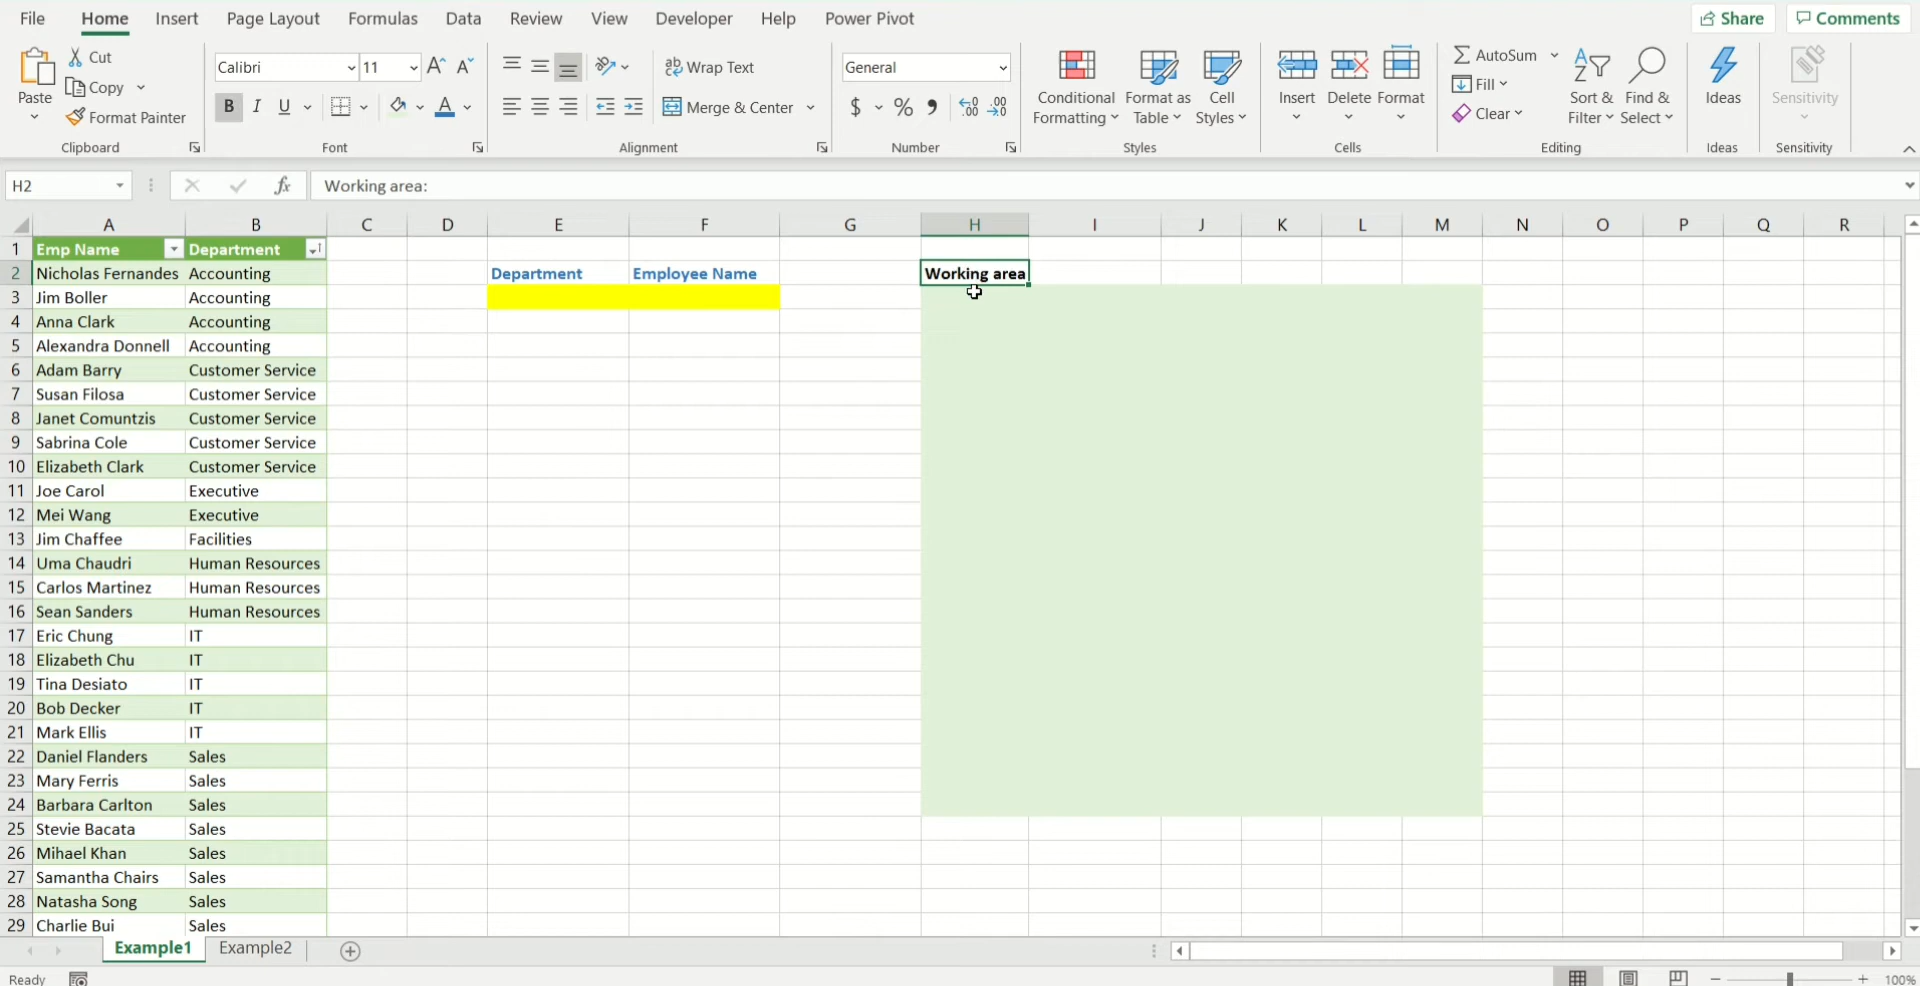 File Home Insert Page Layout Formulas Data Review View Developer Help Power Pivot Share Comments
Paste Cut Copy Format Painter
Calibri 11
B I U A
Wrap Text
Merge & Center
General
$ % 9
Conditional Formatting Format as Table Cell Styles
Insert Delete Format
AutoSum Fill Clear
Sort & Filter Find & Select
Ideas Sensitivity
Clipboard Font Alignment Number Styles Cells Editing Ideas Sensitivity
H2 fx Working area:
A B C D E F G H I J K L M N O P Q R
1 Emp Name Department
2 Nicholas Fernandes Accounting Department Employee Name Working area
3 Jim Boller Accounting
4 Anna Clark Accounting
5 Alexandra Donnell Accounting
6 Adam Barry Customer Service
7 Susan Filosa Customer Service
8 Janet Comuntzis Customer Service
9 Sabrina Cole Customer Service
10 Elizabeth Clark Customer Service
11 Joe Carol Executive
12 Mei Wang Executive
13 Jim Chaffee Facilities
14 Uma Chaudri Human Resources
15 Carlos Martinez Human Resources
16 Sean Sanders Human Resources
17 Eric Chung IT
18 Elizabeth Chu IT
19 Tina Desiato IT
20 Bob Decker IT
21 Mark Ellis IT
22 Daniel Flanders Sales
23 Mary Ferris Sales
24 Barbara Carlton Sales
25 Stevie Bacata Sales
26 Mihael Khan Sales
27 Samantha Chairs Sales
28 Natasha Song Sales
29 Charlie Bui Sales
Example1 Example2
Ready 100%